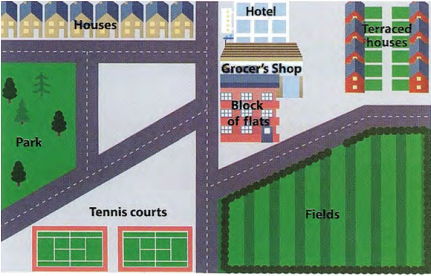 Houses
Hotel
Terraced
houses
Grocer's Shop
Block
of flats
Park
Tennis courts
Fields